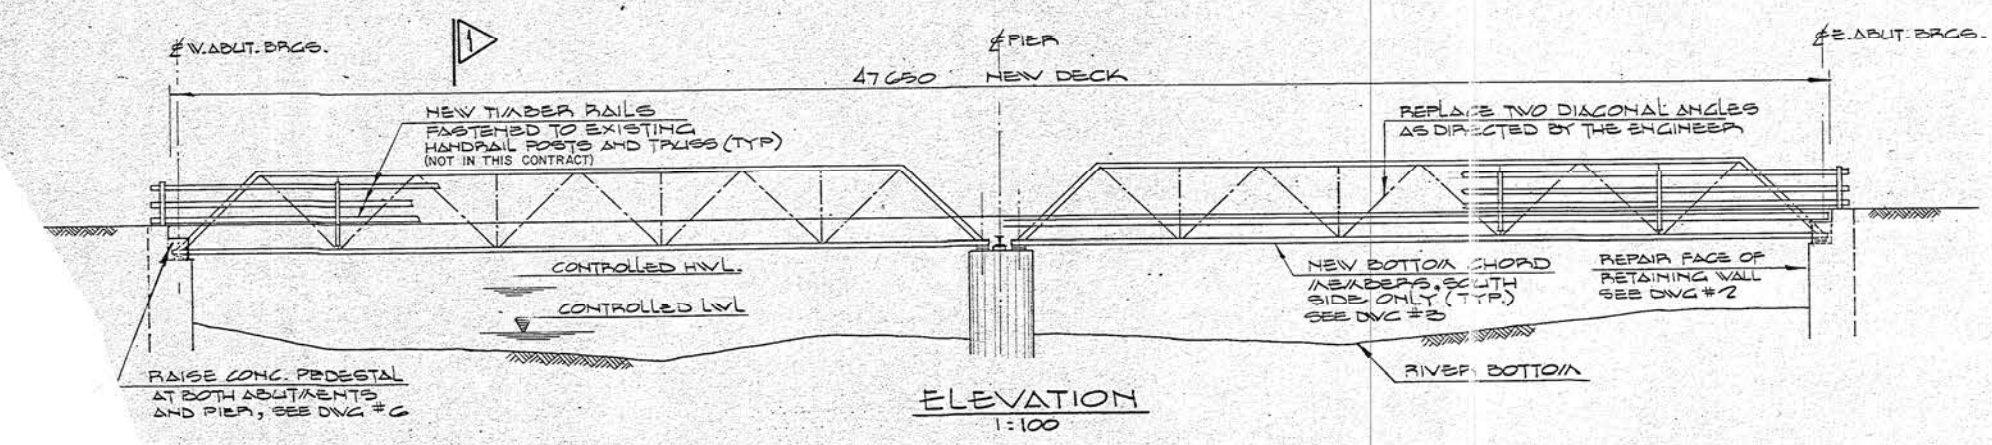 ℄ W. ABUT. BRGS.
1
℄ PIER
℄ E. ABUT. BRGS.
47650 NEW DECK
NEW TIMBER RAILS
FASTENED TO EXISTING
HANDRAIL POSTS AND TRUSS (TYP)
(NOT IN THIS CONTRACT)
REPLACE TWO DIAGONAL ANGLES
AS DIRECTED BY THE ENGINEER
CONTROLLED HWL.
CONTROLLED LWL
NEW BOTTOM CHORD
MEMBERS, SOUTH
SIDE ONLY (TYP.)
SEE DWG #3
REPAIR FACE OF
RETAINING WALL
SEE DWG #2
RAISE CONC. PEDESTAL
AT BOTH ABUTMENTS
AND PIER, SEE DWG #6
RIVER BOTTOM
ELEVATION
1:100